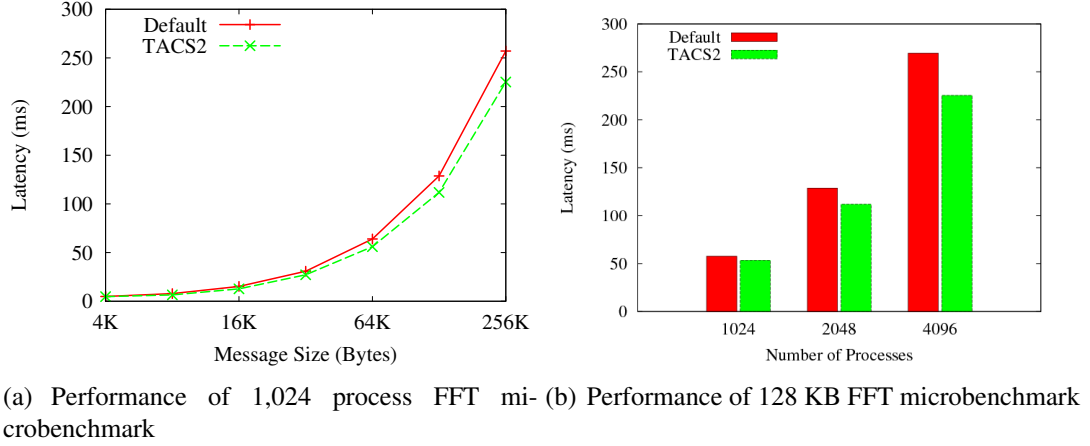 300
250
200
150
100
50
0
Latency (ms)
Default
TACS2
4K
16K
64K
256K
Message Size (Bytes)
(a) Performance of 1,024 process FFT mi-
crobenchmark
300
250
200
150
100
50
0
Latency (ms)
Default
TACS2
1024
2048
4096
Number of Processes
(b) Performance of 128 KB FFT microbenchmark